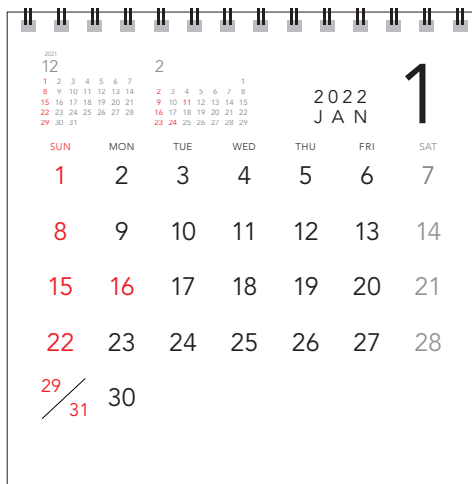 2021
12
1 2 3 4 5 6 7
8 9 10 11 12 13 14
15 16 17 18 19 20 21
22 23 24 25 26 27 28
29 30 31
2
1
2 3 4 5 6 7 8
9 10 11 12 13 14 15
16 17 18 19 20 21 22
23 24 25 26 27 28 29
2022
JAN
1
SUN MON TUE WED THU FRI SAT
1 2 3 4 5 6 7
8 9 10 11 12 13 14
15 16 17 18 19 20 21
22 23 24 25 26 27 28
29/31 30